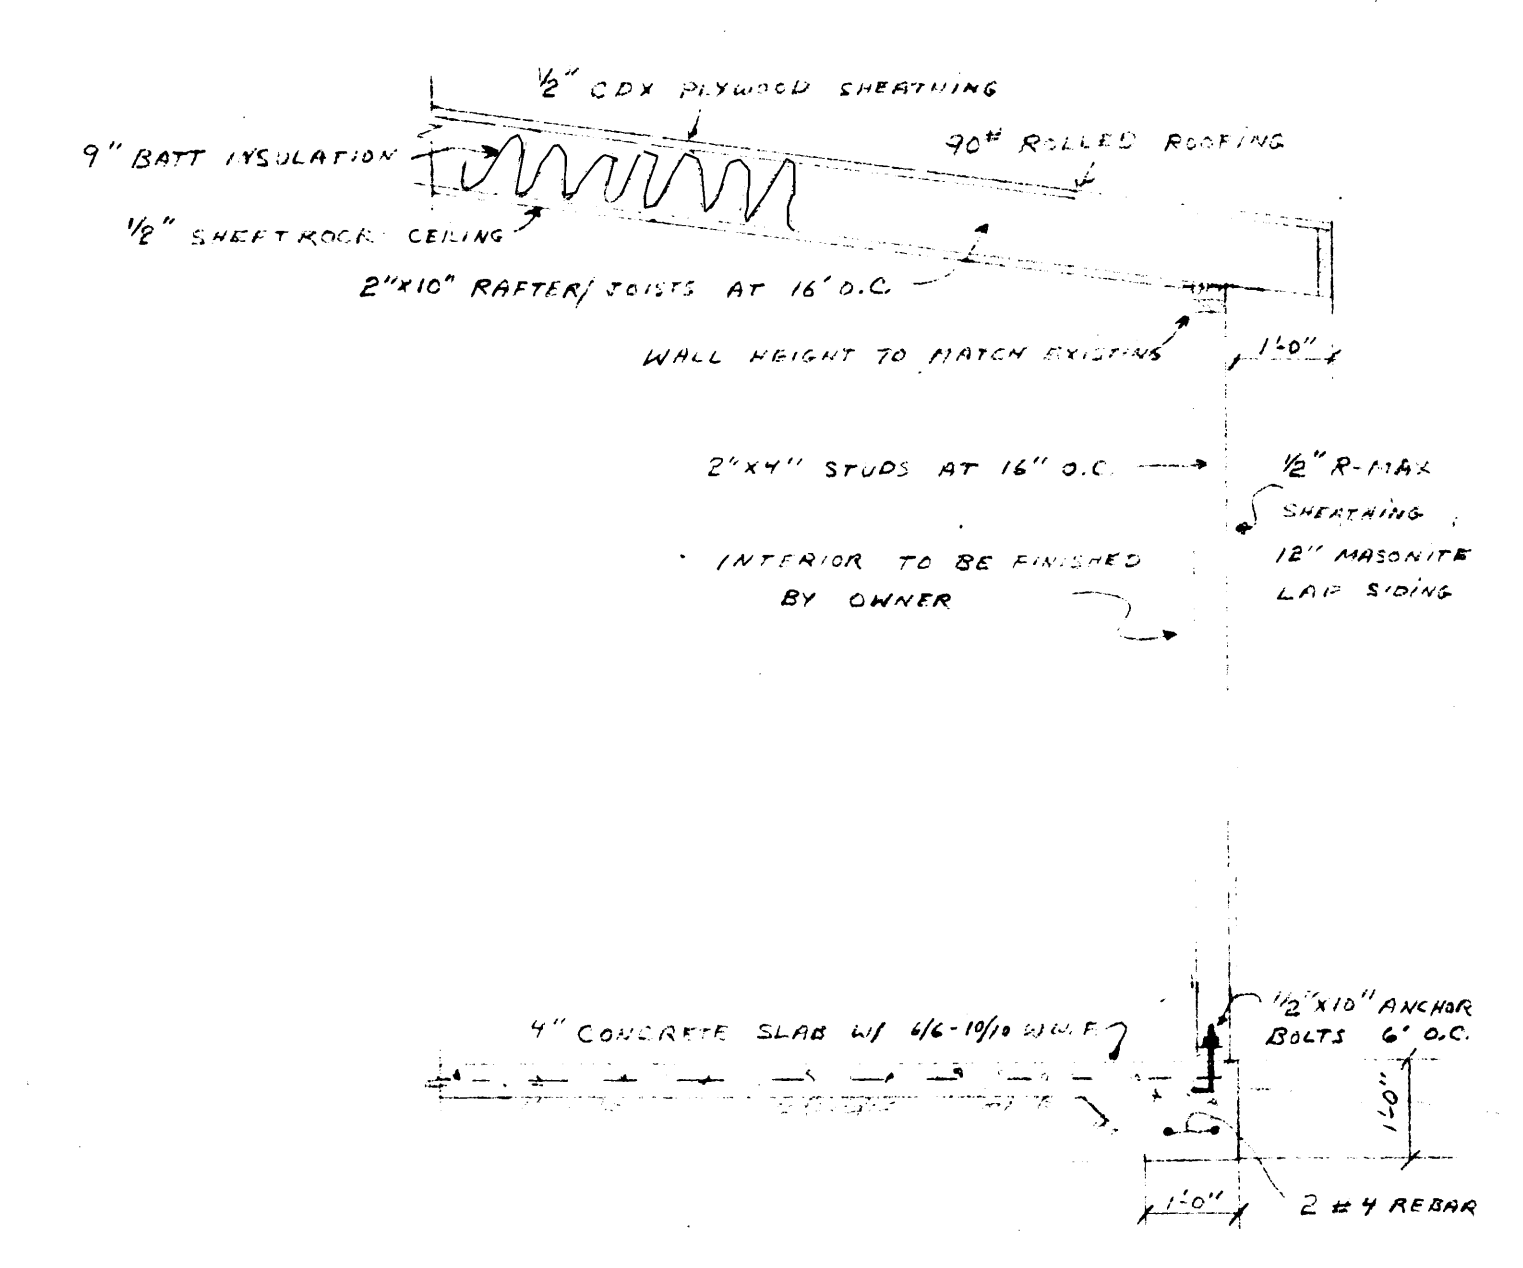 1/2" CDX PLYWOOD SHEATHING
90# ROLLED ROOFING
9" BATT INSULATION
1/2" SHEETROCK CEILING
2"X10" RAFTER/JOISTS AT 16' O.C.
WALL HEIGHT TO MATCH EXISTING
1'-0"
2"X4" STUDS AT 16" O.C.
1/2" R-MAX
SHEATHING
12" MASONITE
LAP SIDING
INTERIOR TO BE FINISHED
BY OWNER
1/2"X10" ANCHOR
BOLTS 6' O.C.
4" CONCRETE SLAB W/ 6/6-10/10 W.W.F.
1'-0"
1'-0"
2 #4 REBAR